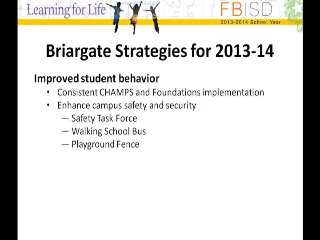 Learning for Life
FBISD
2013-2014 School Year
Briargate Strategies for 2013-14
Improved student behavior
• Consistent CHAMPS and Foundations implementation
• Enhance campus safety and security
— Safety Task Force
— Walking School Bus
— Playground Fence